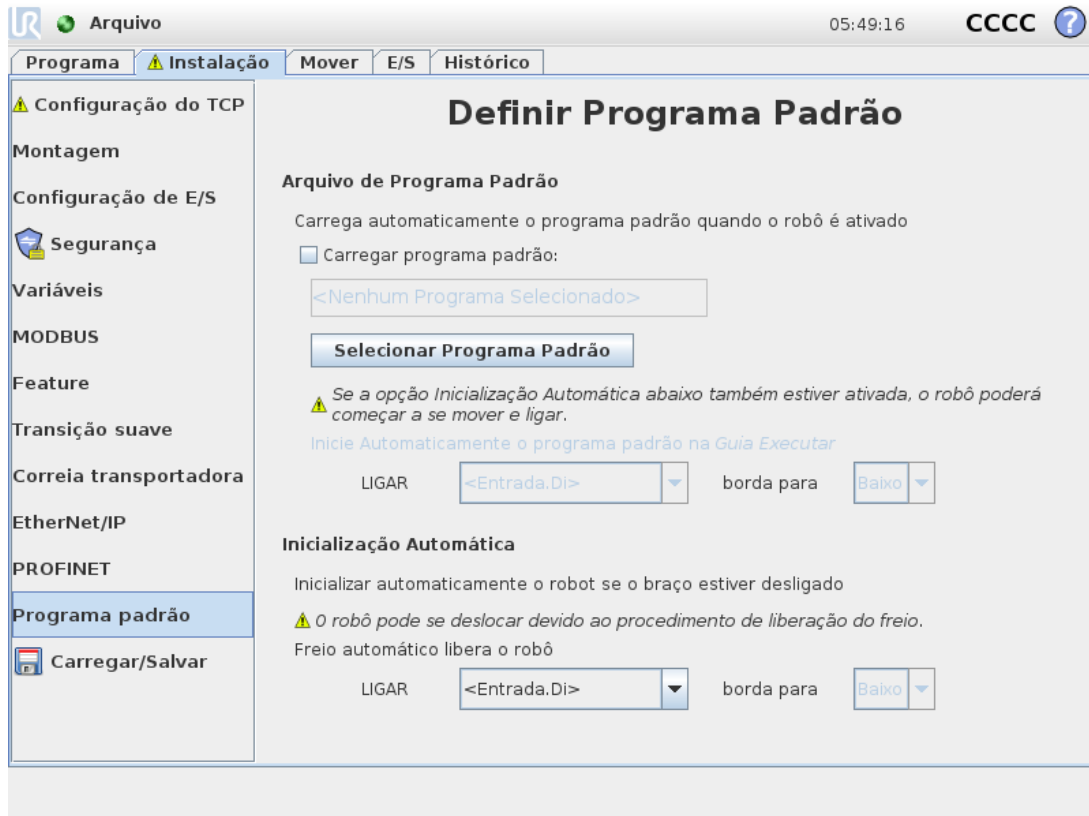 UR Arquivo 05:49:16 CCCC ?
Programa Instalação Mover E/S Histórico
Configuração do TCP
Montagem
Configuração de E/S
Segurança
Variáveis
MODBUS
Feature
Transição suave
Correia transportadora
EtherNet/IP
PROFINET
Programa padrão
Carregar/Salvar
Definir Programa Padrão
Arquivo de Programa Padrão
Carrega automaticamente o programa padrão quando o robô é ativado
Carregar programa padrão:
<Nenhum Programa Selecionado>
Selecionar Programa Padrão
Se a opção Inicialização Automática abaixo também estiver ativada, o robô poderá
começar a se mover e ligar.
Inicie Automaticamente o programa padrão na Guia Executar
LIGAR <Entrada.Di> borda para Baixo
Inicialização Automática
Inicializar automaticamente o robot se o braço estiver desligado
O robô pode se deslocar devido ao procedimento de liberação do freio.
Freio automático libera o robô
LIGAR <Entrada.Di> borda para Baixo